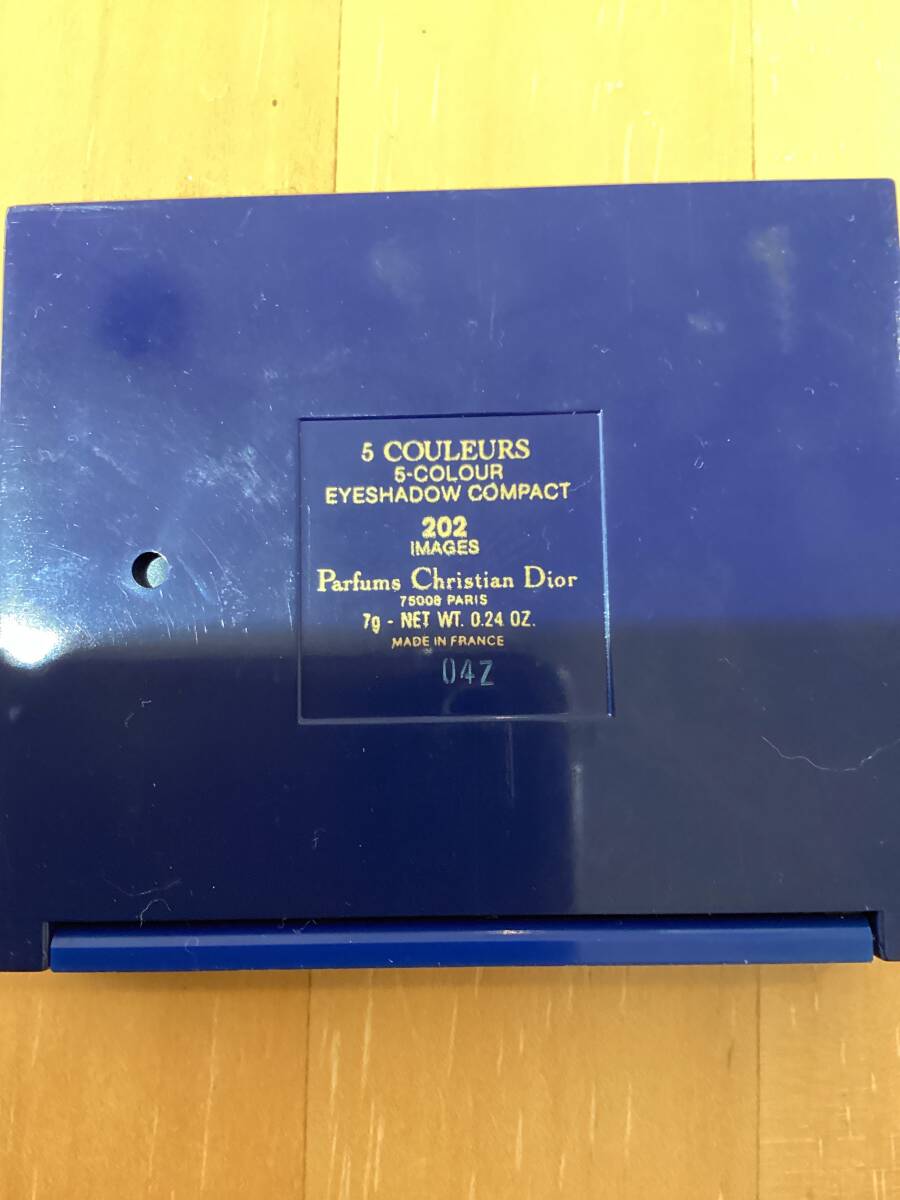 5 COULEURS
5-COLOUR
EYESHADOW COMPACT
202
IMAGES
Parfums Christian Dior
75008 PARIS
7g - NET WT. 0.24 OZ.
MADE IN FRANCE
04Z